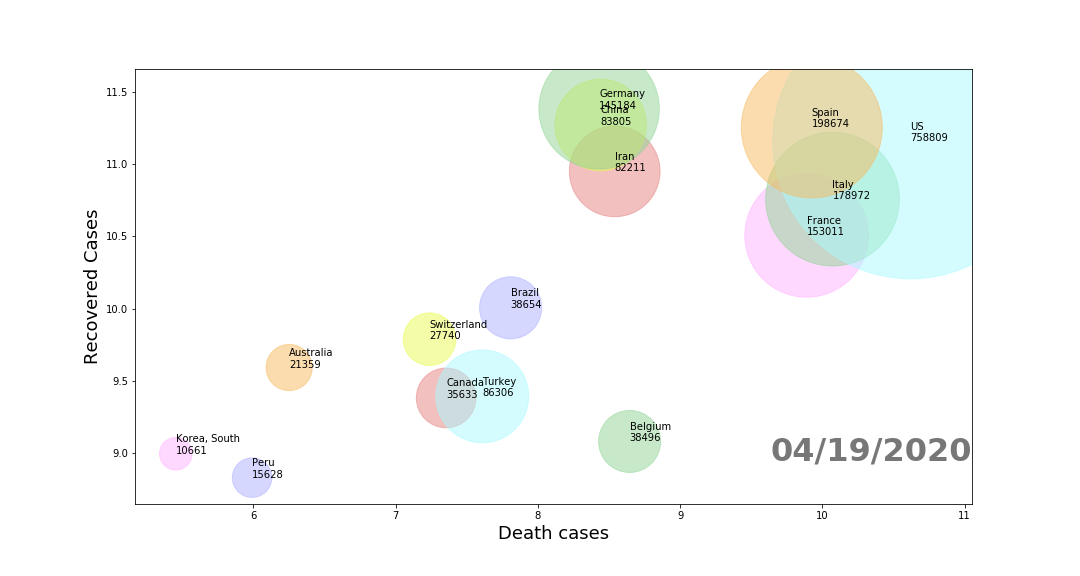 11.5
11.0
10.5
10.0
9.5
9.0
Recovered Cases
Germany
145184
China
83805
Iran
82211
Spain
198674
US
758809
Italy
178972
France
153011
Brazil
38654
Switzerland
27740
Australia
21359
Canada
35633
Turkey
86306
Belgium
38496
Korea, South
10661
Peru
15628
04/19/2020
6 7 8 9 10 11
Death cases